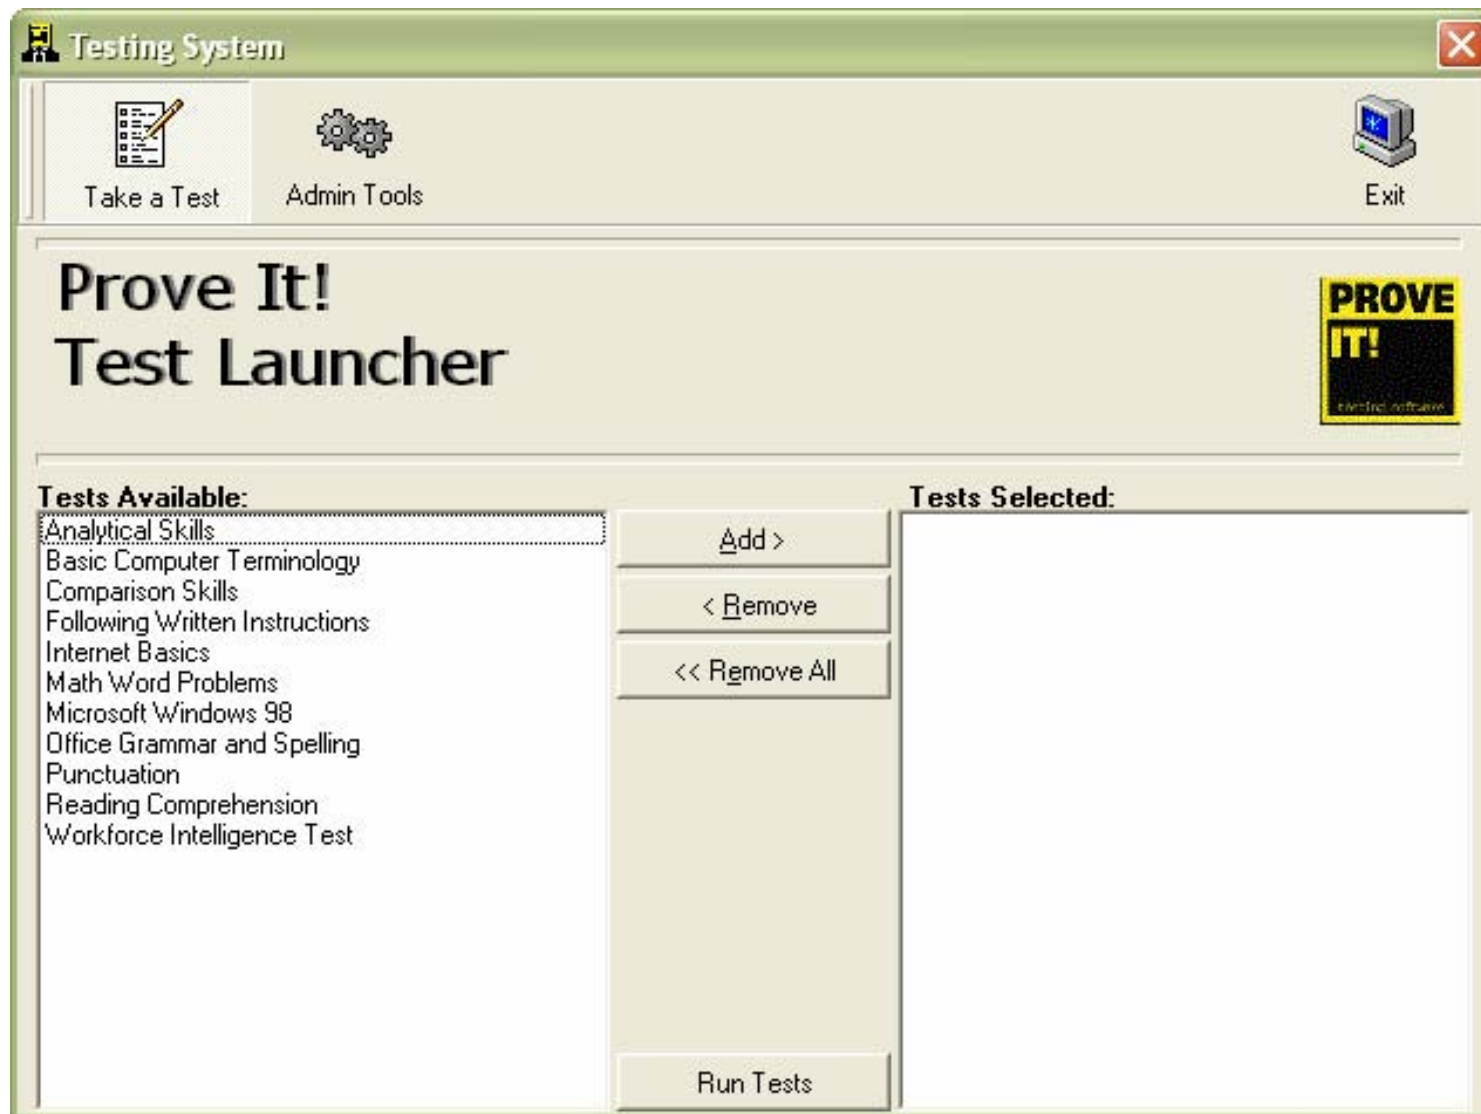 Testing System
Take a Test
Admin Tools
Exit
Prove It!
Test Launcher
PROVE
IT!
testing software
Tests Available:
Analytical Skills
Basic Computer Terminology
Comparison Skills
Following Written Instructions
Internet Basics
Math Word Problems
Microsoft Windows 98
Office Grammar and Spelling
Punctuation
Reading Comprehension
Workforce Intelligence Test
Add >
< Remove
<< Remove All
Run Tests
Tests Selected: